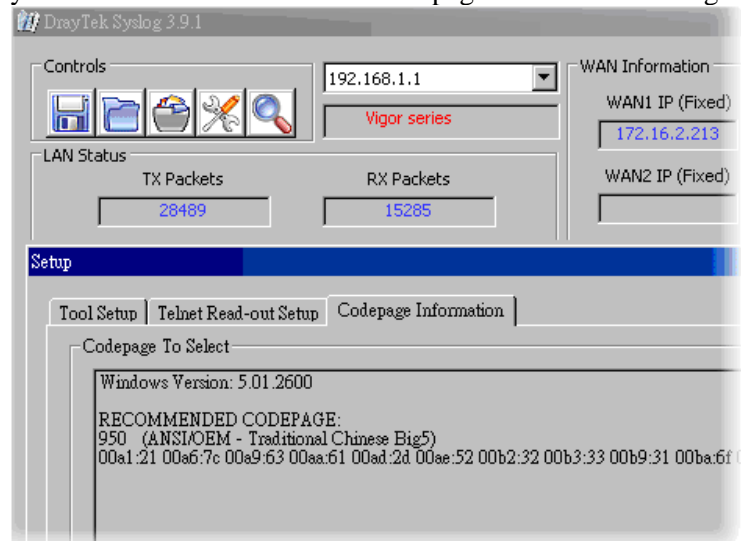 DrayTek Syslog 3.9.1
Controls
192.168.1.1
Vigor series
WAN Information
WAN1 IP (Fixed)
172.16.2.213
WAN2 IP (Fixed)
LAN Status
TX Packets
RX Packets
28489
15285
Setup
Tool Setup
Telnet Read-out Setup
Codepage Information
Codepage To Select
Windows Version: 5.01.2600
RECOMMENDED CODEPAGE:
950 (ANSI/OEM - Traditional Chinese Big5)
00a1:21 00a6:7c 00a9:63 00aa:61 00ad:2d 00ae:52 00b2:32 00b3:33 00b9:31 00ba:6f